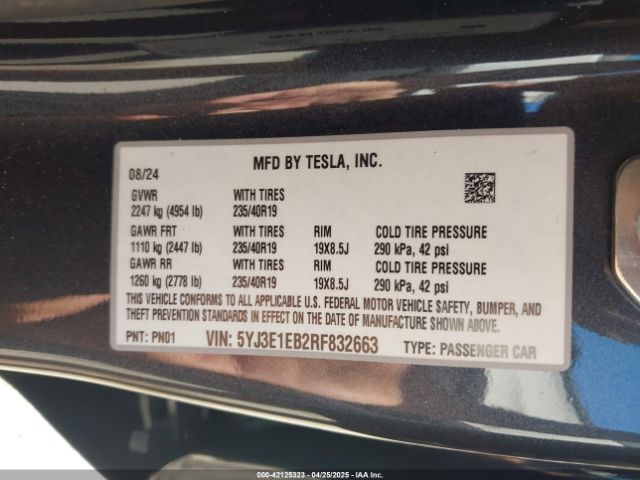 MFD BY TESLA, INC.
08/24
GVWR WITH TIRES
2247 kg (4954 lb) 235/40R19
GAWR FRT WITH TIRES RIM COLD TIRE PRESSURE
1110 kg (2447 lb) 235/40R19 19X8.5J 290 kPa, 42 psi
GAWR RR WITH TIRES RIM COLD TIRE PRESSURE
1260 kg (2778 lb) 235/40R19 19X8.5J 290 kPa, 42 psi
THIS VEHICLE CONFORMS TO ALL APPLICABLE U.S. FEDERAL MOTOR VEHICLE SAFETY, BUMPER, AND
THEFT PREVENTION STANDARDS IN EFFECT ON THE DATE OF MANUFACTURE SHOWN ABOVE.
PNT: PN01 VIN: 5YJ3E1EB2RF832663 TYPE: PASSENGER CAR
000-42125323 - 04/25/2025 - IAA Inc.